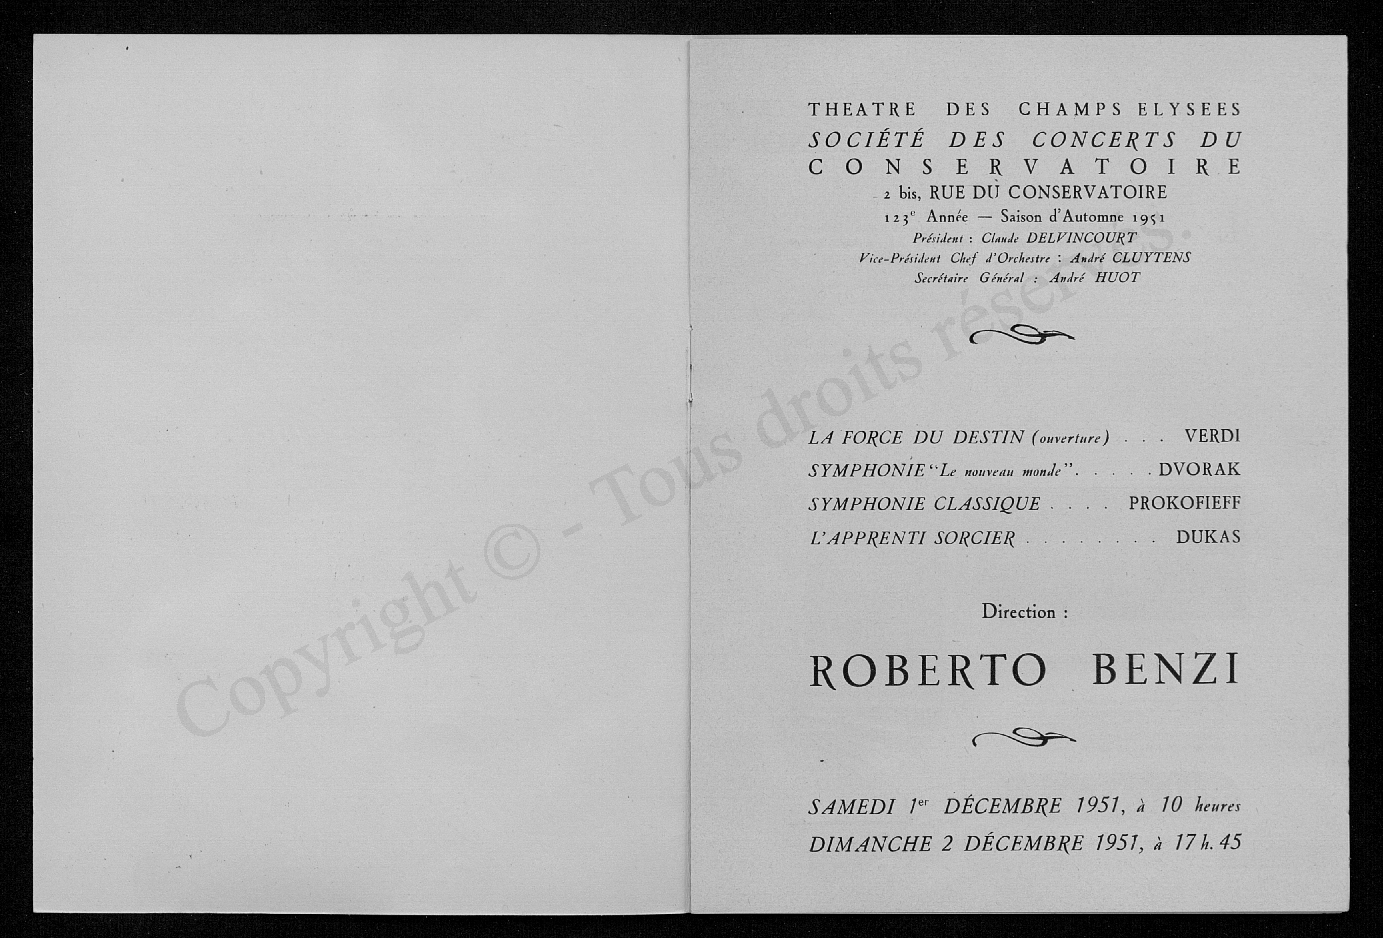 THEATRE DES CHAMPS ELYSEES
SOCIÉTÉ DES CONCERTS DU
CONSERVATOIRE
2 bis, RUE DU CONSERVATOIRE
123e Année — Saison d'Automne 1951
Président : Claude DELVINCOURT
Vice-Président Chef d'Orchestre : André CLUYTENS
Secrétaire Général : André HUOT
LA FORCE DU DESTIN (ouverture) . . . VERDI
SYMPHONIE "Le nouveau monde" . . . . . DVORAK
SYMPHONIE CLASSIQUE . . . . PROKOFIEFF
L'APPRENTI SORCIER . . . . . . . . DUKAS
Direction :
ROBERTO BENZI
SAMEDI 1er DÉCEMBRE 1951, à 10 heures
DIMANCHE 2 DÉCEMBRE 1951, à 17 h. 45
Copyright © - Tous droits réservés.